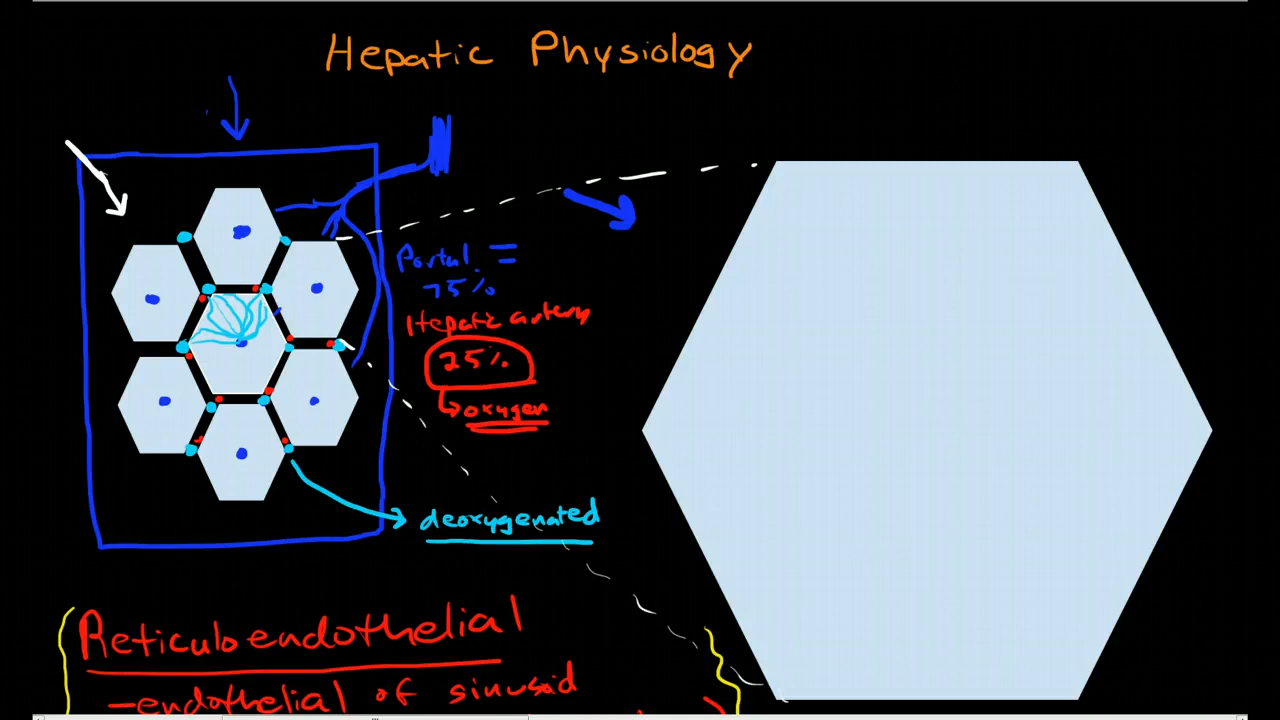 Hepatic Physiology
Portal =
75%
Hepatic artery
25%
oxygen
deoxygenated
Reticuloendothelial
-endothelial of sinusoid